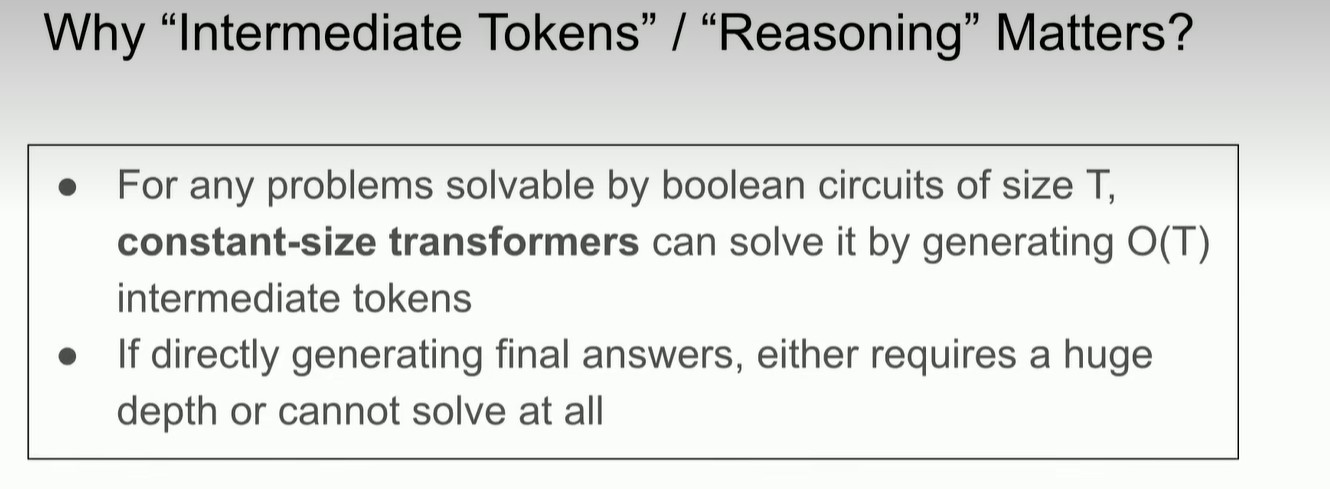 Why “Intermediate Tokens” / “Reasoning” Matters?
● For any problems solvable by boolean circuits of size T,
constant-size transformers can solve it by generating O(T)
intermediate tokens
● If directly generating final answers, either requires a huge
depth or cannot solve at all